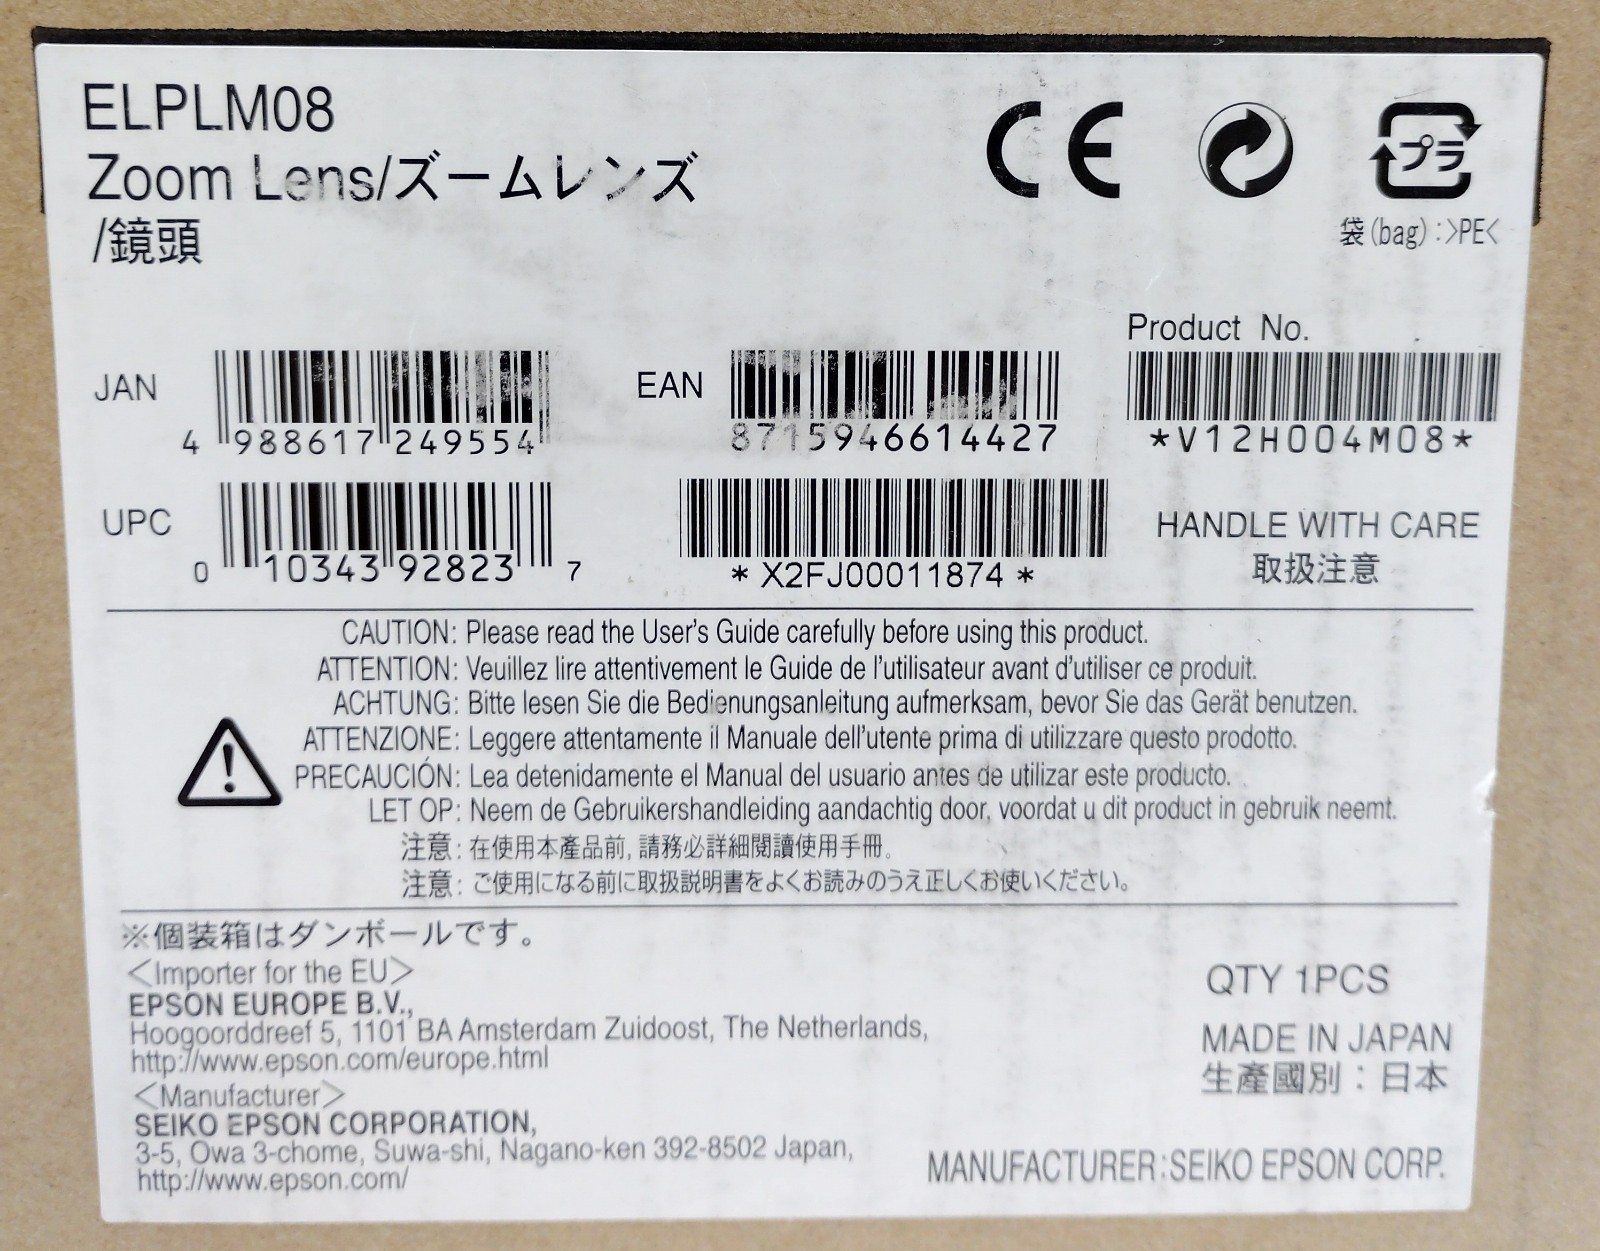 ELPLM08
Zoom Lens/ズームレンズ
/鏡頭
CE
プラ
袋(bag):>PE<
JAN
4 988617 249554
EAN
8715946614427
Product No.
*V12H004M08*
UPC
0 10343 92823 7
*X2FJ00011874*
HANDLE WITH CARE
取扱注意
CAUTION: Please read the User's Guide carefully before using this product.
ATTENTION: Veuillez lire attentivement le Guide de l'utilisateur avant d'utiliser ce produit.
ACHTUNG: Bitte lesen Sie die Bedienungsanleitung aufmerksam, bevor Sie das Gerät benutzen.
ATTENZIONE: Leggere attentamente il Manuale dell'utente prima di utilizzare questo prodotto.
PRECAUCIÓN: Lea detenidamente el Manual del usuario antes de utilizar este producto.
LET OP: Neem de Gebruikershandleiding aandachtig door, voordat u dit product in gebruik neemt.
注意: 在使用本產品前, 請務必詳細閱讀使用手冊。
注意: ご使用になる前に取扱説明書をよくお読みのうえ正しくお使いください。
※個装箱はダンボールです。
<Importer for the EU>
EPSON EUROPE B.V.,
Hoogoorddreef 5, 1101 BA Amsterdam Zuidoost, The Netherlands,
http://www.epson.com/europe.html
<Manufacturer>
SEIKO EPSON CORPORATION,
3-5, Owa 3-chome, Suwa-shi, Nagano-ken 392-8502 Japan,
http://www.epson.com/
QTY 1PCS
MADE IN JAPAN
生產國別：日本
MANUFACTURER:SEIKO EPSON CORP.